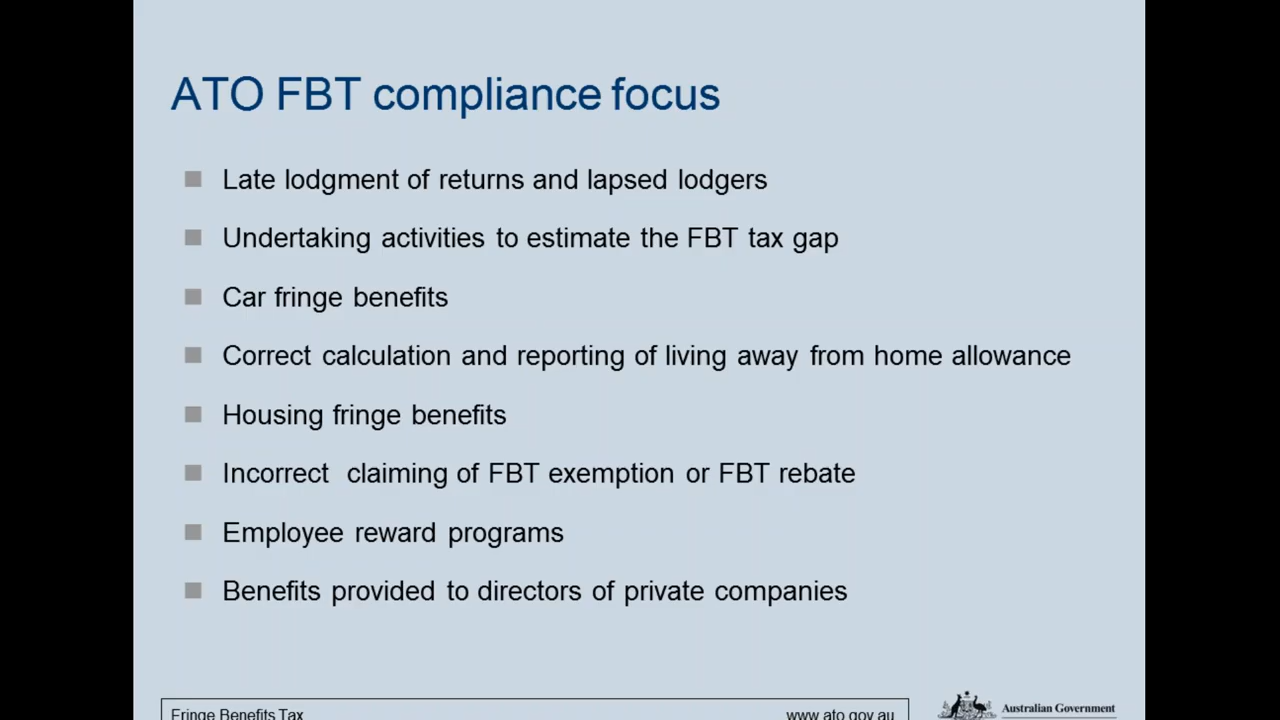 ATO FBT compliance focus
Late lodgment of returns and lapsed lodgers
Undertaking activities to estimate the FBT tax gap
Car fringe benefits
Correct calculation and reporting of living away from home allowance
Housing fringe benefits
Incorrect claiming of FBT exemption or FBT rebate
Employee reward programs
Benefits provided to directors of private companies
Fringe Benefits Tax
www.ato.gov.au
Australian Government